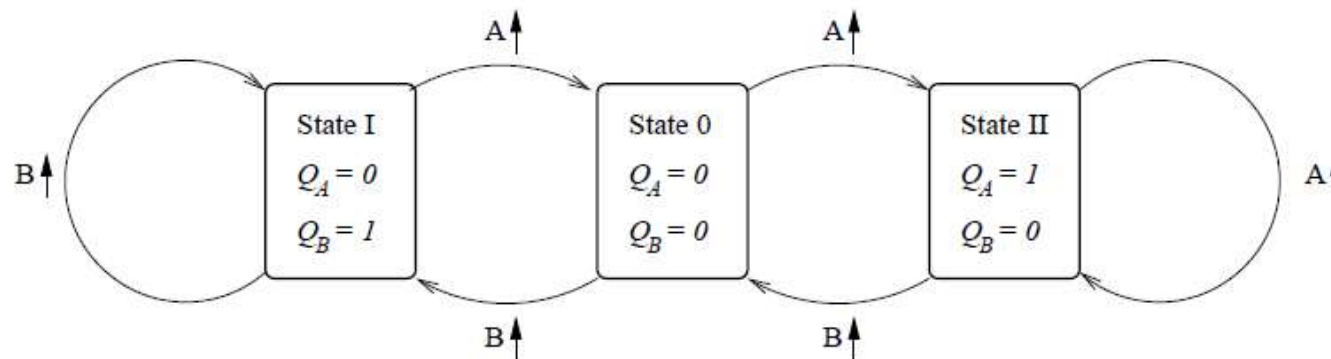 A A
B State I State 0 State II A
Q_A = 0 Q_A = 0 Q_A = 1
Q_B = 1 Q_B = 0 Q_B = 0
B B